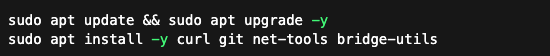 sudo apt update && sudo apt upgrade -y
sudo apt install -y curl git net-tools bridge-utils